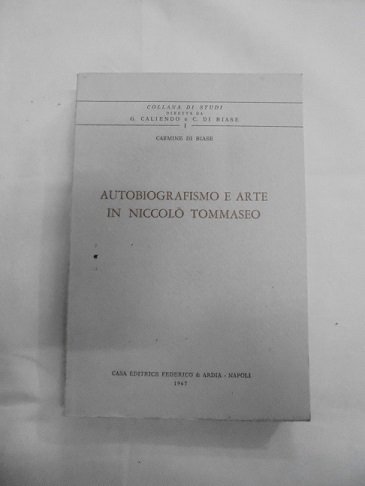 COLLANA DI STUDI
DIRETTA DA
G. CALIENDO e C. DI BIASE
1
CARMINE DI BIASE
AUTOBIOGRAFISMO E ARTE
IN NICCOLÒ TOMMASEO
CASA EDITRICE FEDERICO & ARDIA - NAPOLI
1967